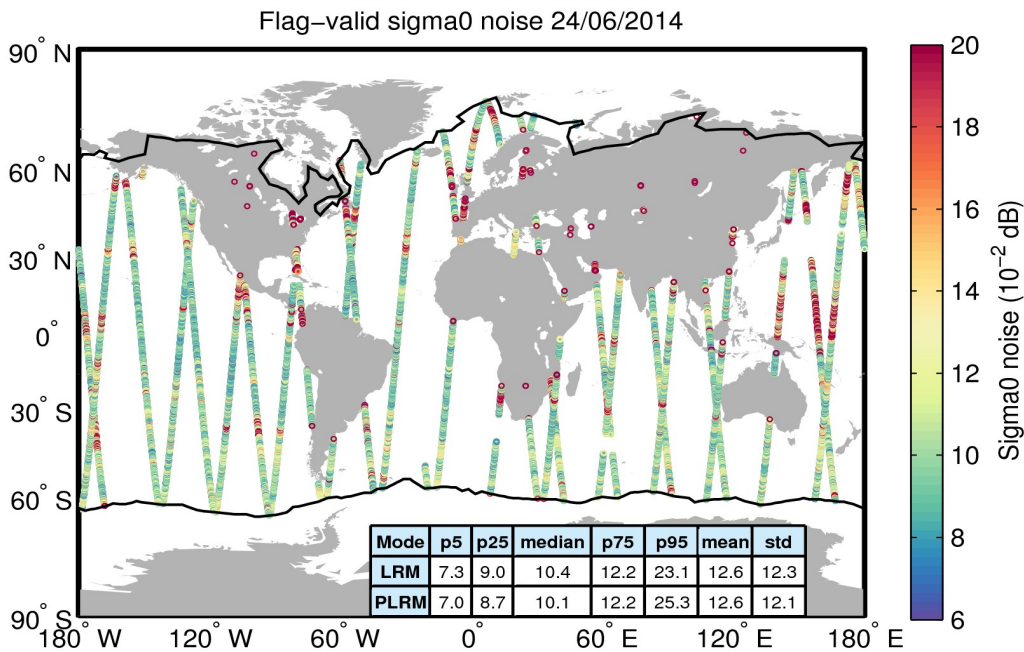 Flag−valid sigma0 noise 24/06/2014
90° N
60° N
30° N
0°
30° S
60° S
90° S
180° W 120° W 60° W 0° 60° E 120° E 180° E
Mode p5 p25 median p75 p95 mean std
LRM 7.3 9.0 10.4 12.2 23.1 12.6 12.3
PLRM 7.0 8.7 10.1 12.2 25.3 12.6 12.1
20
18
16
14
12
10
8
6
Sigma0 noise (10⁻² dB)